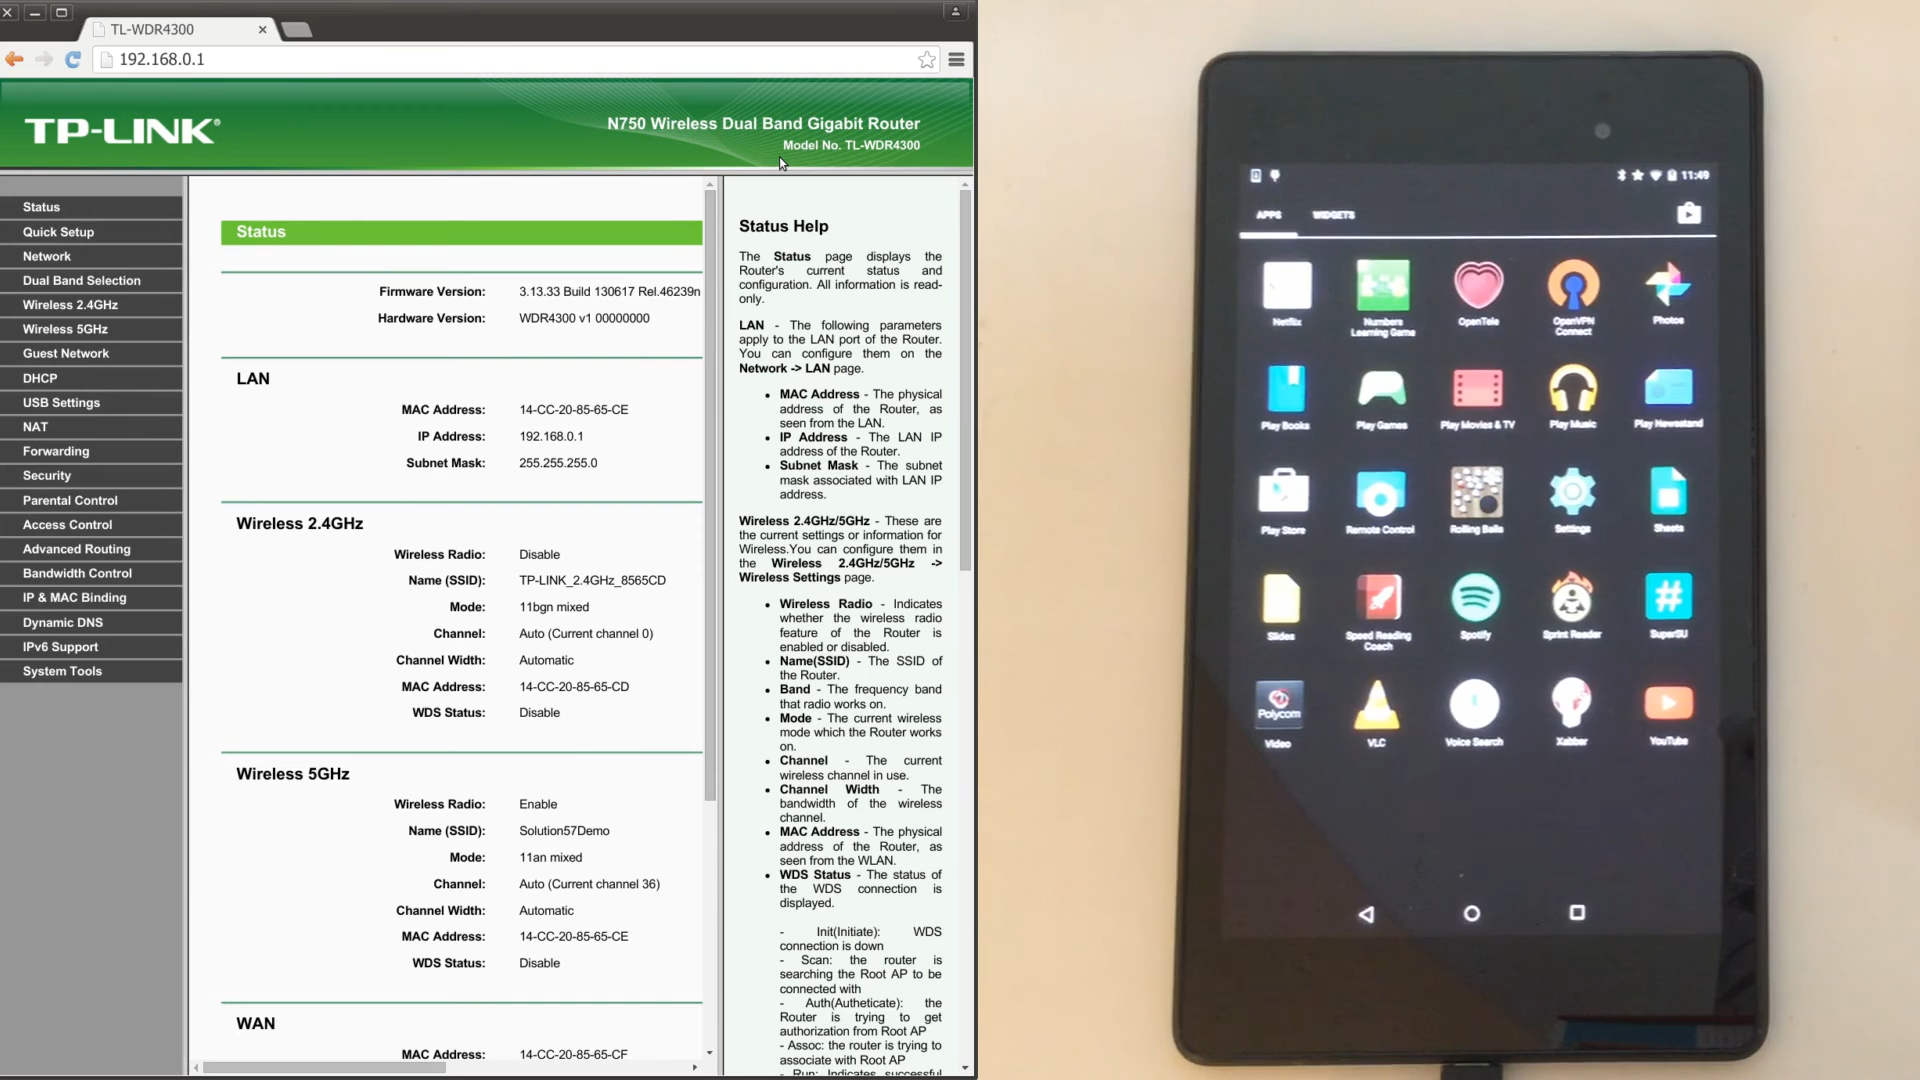 TL-WDR4300
192.168.0.1
TP-LINK®
N750 Wireless Dual Band Gigabit Router
Model No. TL-WDR4300
Status
Quick Setup
Network
Dual Band Selection
Wireless 2.4GHz
Wireless 5GHz
Guest Network
DHCP
USB Settings
NAT
Forwarding
Security
Parental Control
Access Control
Advanced Routing
Bandwidth Control
IP & MAC Binding
Dynamic DNS
IPv6 Support
System Tools
Status
Firmware Version: 3.13.33 Build 130617 Rel.46239n
Hardware Version: WDR4300 v1 00000000
LAN
MAC Address: 14-CC-20-85-65-CE
IP Address: 192.168.0.1
Subnet Mask: 255.255.255.0
Wireless 2.4GHz
Wireless Radio: Disable
Name (SSID): TP-LINK_2.4GHz_8565CD
Mode: 11bgn mixed
Channel: Auto (Current channel 0)
Channel Width: Automatic
MAC Address: 14-CC-20-85-65-CD
WDS Status: Disable
Wireless 5GHz
Wireless Radio: Enable
Name (SSID): Solution57Demo
Mode: 11an mixed
Channel: Auto (Current channel 36)
Channel Width: Automatic
MAC Address: 14-CC-20-85-65-CE
WDS Status: Disable
WAN
MAC Address: 14-CC-20-85-65-CF
Status Help
The Status page displays the
Router's current status and
configuration. All information is read-
only.
LAN - The following parameters
apply to the LAN port of the Router.
You can configure them on the
Network -> LAN page.
• MAC Address - The physical
address of the Router, as
seen from the LAN.
• IP Address - The LAN IP
address of the Router.
• Subnet Mask - The subnet
mask associated with LAN IP
address.
Wireless 2.4GHz/5GHz - These are
the current settings or information for
Wireless.You can configure them in
the Wireless 2.4GHz/5GHz ->
Wireless Settings page.
• Wireless Radio - Indicates
whether the wireless radio
feature of the Router is
enabled or disabled.
• Name(SSID) - The SSID of
the Router.
• Band - The frequency band
that radio works on.
• Mode - The current wireless
mode which the Router works
on.
• Channel - The current
wireless channel in use.
• Channel Width - The
bandwidth of the wireless
channel.
• MAC Address - The physical
address of the Router, as
seen from the WLAN.
• WDS Status - The status of
the WDS connection is
displayed.
- Init(Initiate): WDS
connection is down
- Scan: the router is
searching the Root AP to be
connected with
- Auth(Autheticate): the
Router is trying to get
authorization from Root AP
- Assoc: the router is trying to
associate with Root AP
- Run: Indicates successful
11:49
APPS WIDGETS
Netflix
Numbers
Learning Game
OpenTele
OpenVPN
Connect
Photos
Play Books
Play Games
Play Movies & TV
Play Music
Play Newsstand
Play Store
Remote Control
Rolling Balls
Settings
Sheets
Slides
Speed Reading
Coach
Spotify
Sprint Reader
SuperSU
Polycom
Video
VLC
Voice Search
Xabber
YouTube